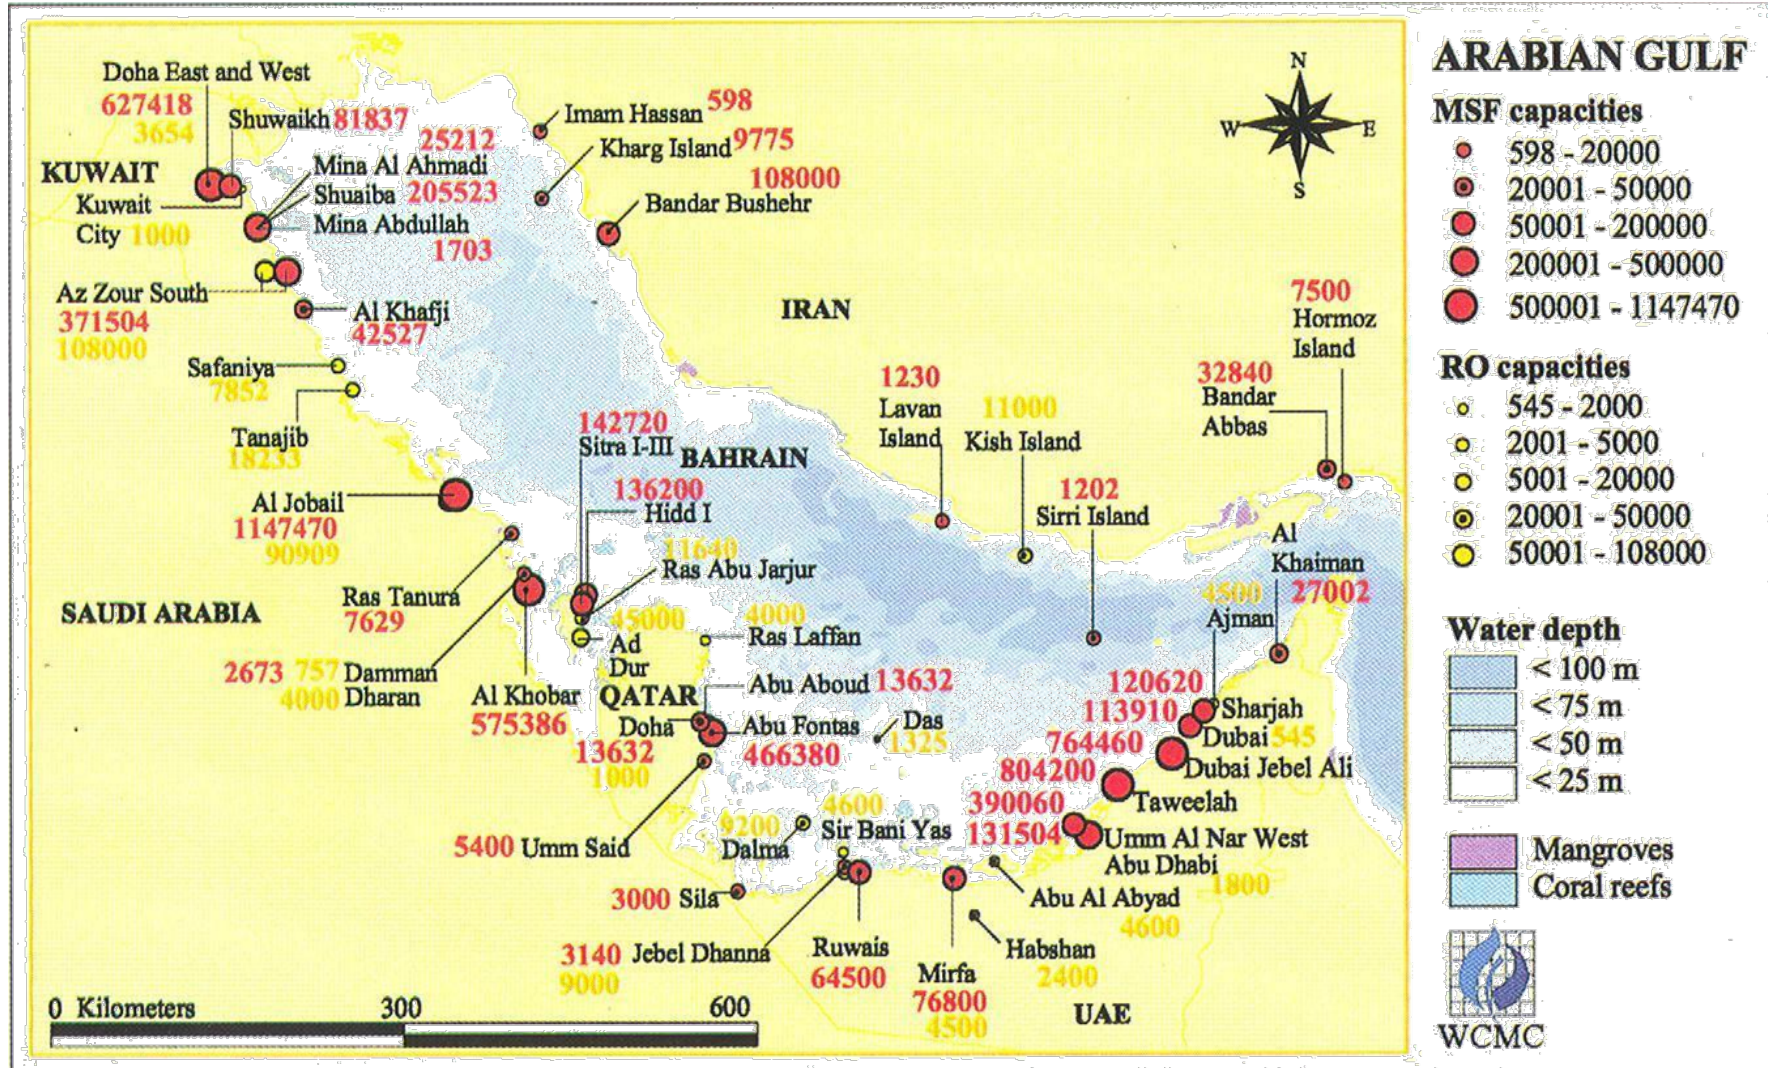 Doha East and West
627418
3654
Shuwaikh 81837
25212
Mina Al Ahmadi
Shuaiba 205523
Mina Abdullah
1703
KUWAIT
Kuwait
City 1000
Az Zour South
371504
108000
Al Khafji
42527
Safaniya
7852
Tanajib
18233
Imam Hassan 598
Kharg Island 9775
108000
Bandar Bushehr
IRAN
N
W
E
S
7500
Hormoz
Island
32840
Bandar
Abbas
1230
Lavan
Island
11000
Kish Island
1202
Sirri Island
142720
Sitra I-III
BAHRAIN
136200
Hidd I
11640
Ras Abu Jarjur
Al Jobail
1147470
90909
Ras Tanura
7629
SAUDI ARABIA
2673 757 Damman
4000 Dharan
Al Khobar
575386
45000
Ad
Dur
4000
Ras Laffan
QATAR
Abu Aboud 13632
Doha
13632
1000
Abu Fontas
466380
Das
1325
Al
Khaiman
27002
4500
Ajman
120620
Sharjah
113910
Dubai 545
764460
Dubai Jebel Ali
804200
Taweelah
390060
131504
Umm Al Nar West
Abu Dhabi
1800
5400 Umm Said
9200
Dalma
4600
Sir Bani Yas
3000 Sila
3140 Jebel Dhanna
9000
Ruwais
64500
Mirfa
76800
4500
Abu Al Abyad
4600
Habshan
2400
UAE
0 Kilometers 300 600
ARABIAN GULF
MSF capacities
598 - 20000
20001 - 50000
50001 - 200000
200001 - 500000
500001 - 1147470
RO capacities
545 - 2000
2001 - 5000
5001 - 20000
20001 - 50000
50001 - 108000
Water depth
< 100 m
< 75 m
< 50 m
< 25 m
Mangroves
Coral reefs
WCMC